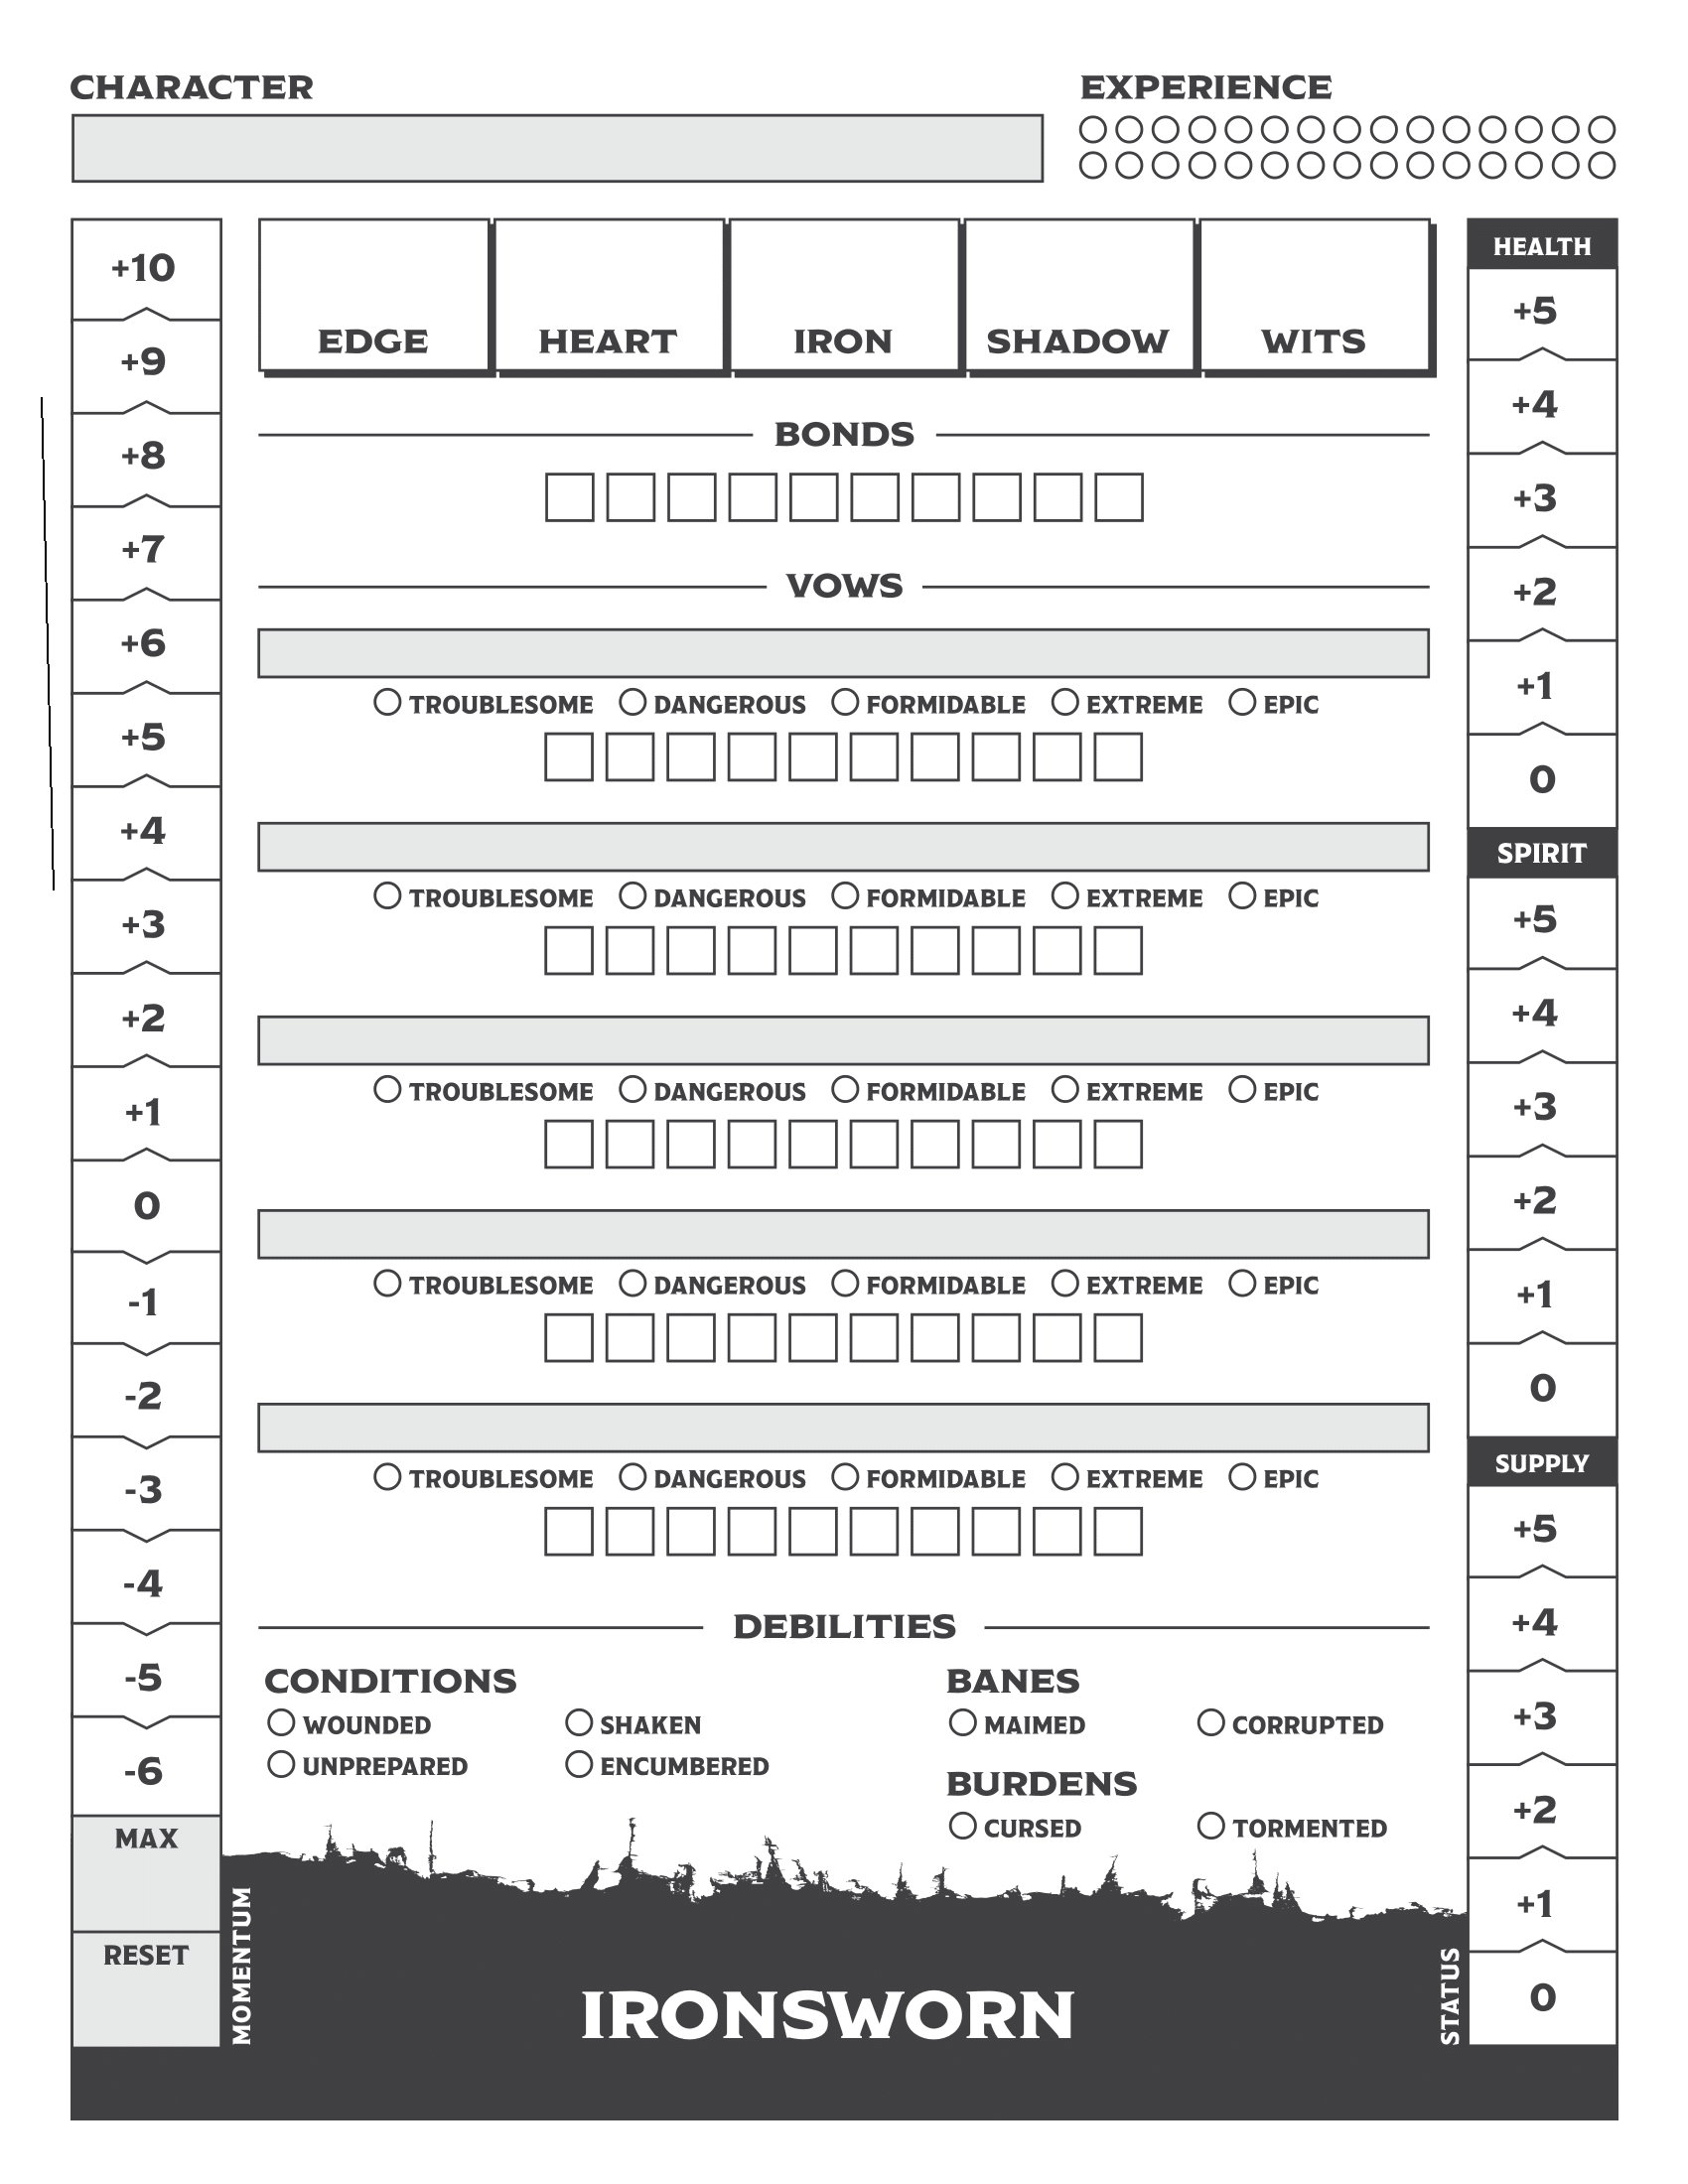 CHARACTER
EXPERIENCE
+10
+9
+8
+7
+6
+5
+4
+3
+2
+1
0
-1
-2
-3
-4
-5
-6
MAX
RESET
MOMENTUM
EDGE HEART IRON SHADOW WITS
BONDS
VOWS
TROUBLESOME DANGEROUS FORMIDABLE EXTREME EPIC
TROUBLESOME DANGEROUS FORMIDABLE EXTREME EPIC
TROUBLESOME DANGEROUS FORMIDABLE EXTREME EPIC
TROUBLESOME DANGEROUS FORMIDABLE EXTREME EPIC
TROUBLESOME DANGEROUS FORMIDABLE EXTREME EPIC
DEBILITIES
CONDITIONS
WOUNDED SHAKEN
UNPREPARED ENCUMBERED
BANES
MAIMED CORRUPTED
BURDENS
CURSED TORMENTED
IRONSWORN
HEALTH
+5
+4
+3
+2
+1
0
SPIRIT
+5
+4
+3
+2
+1
0
SUPPLY
+5
+4
+3
+2
+1
0
STATUS